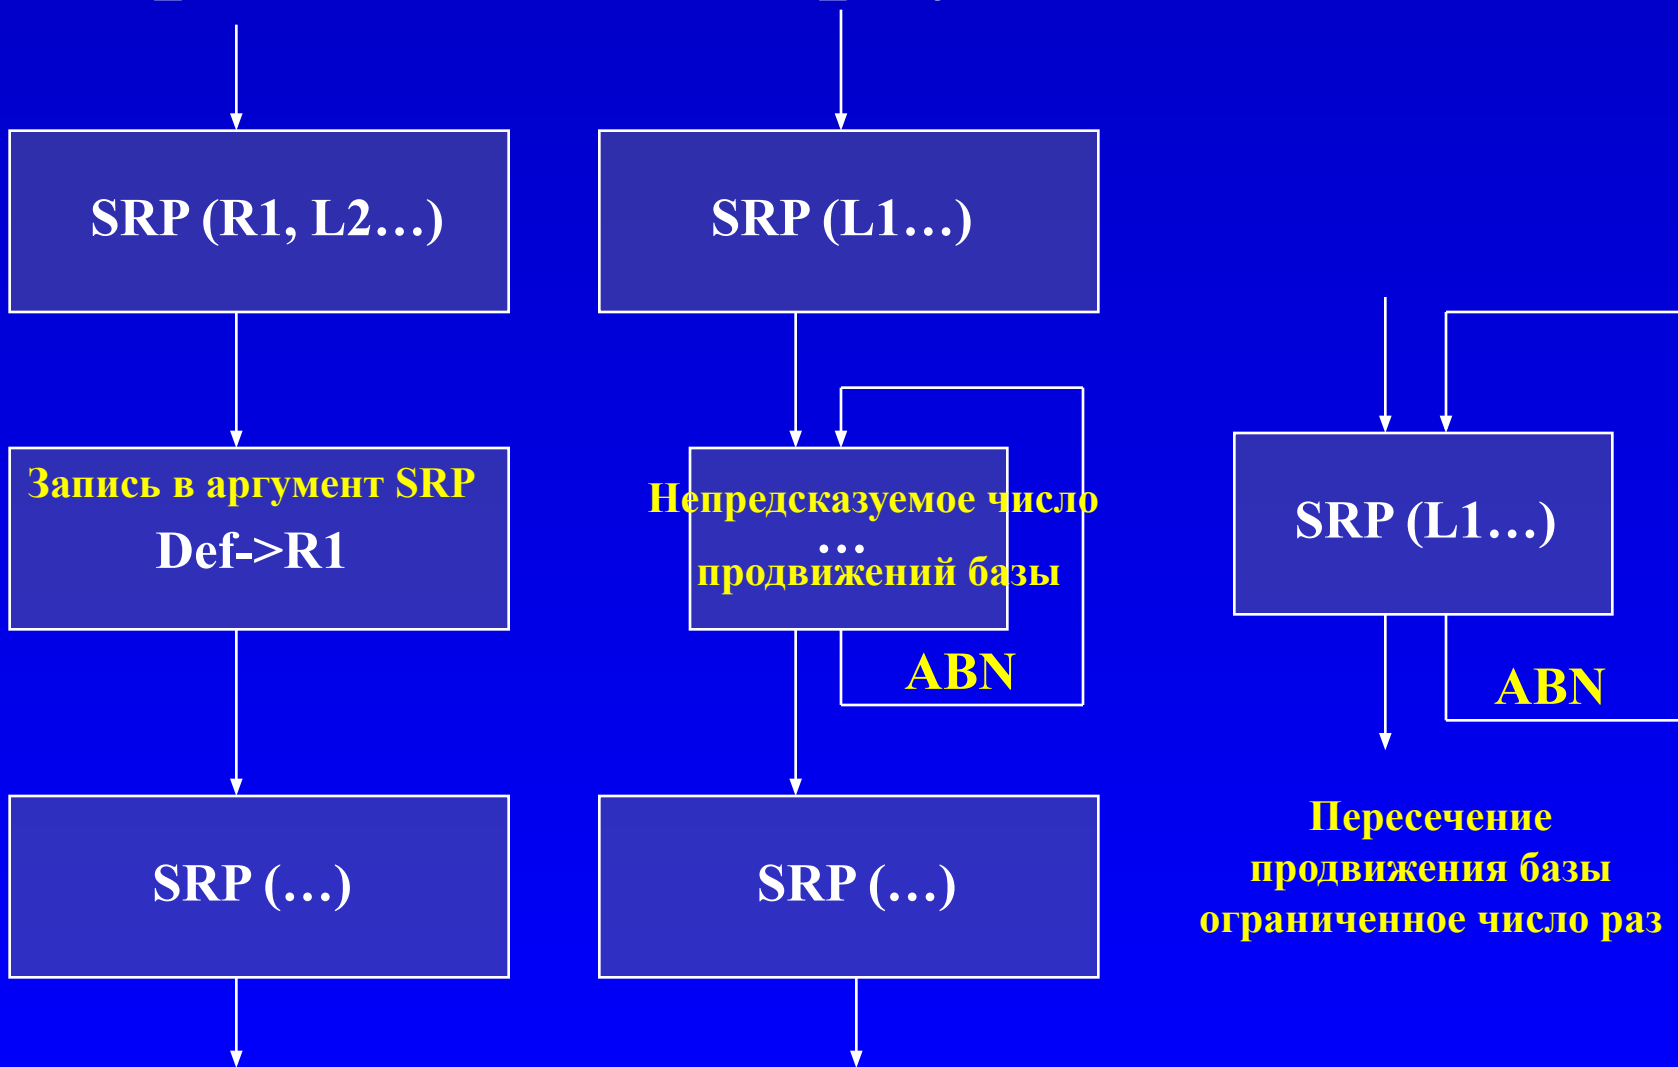 SRP (R1, L2…)
Запись в аргумент SRP
Def->R1
SRP (…)
SRP (L1…)
Непредсказуемое число
…
продвижений базы
ABN
SRP (…)
SRP (L1…)
ABN
Пересечение
продвижения базы
ограниченное число раз